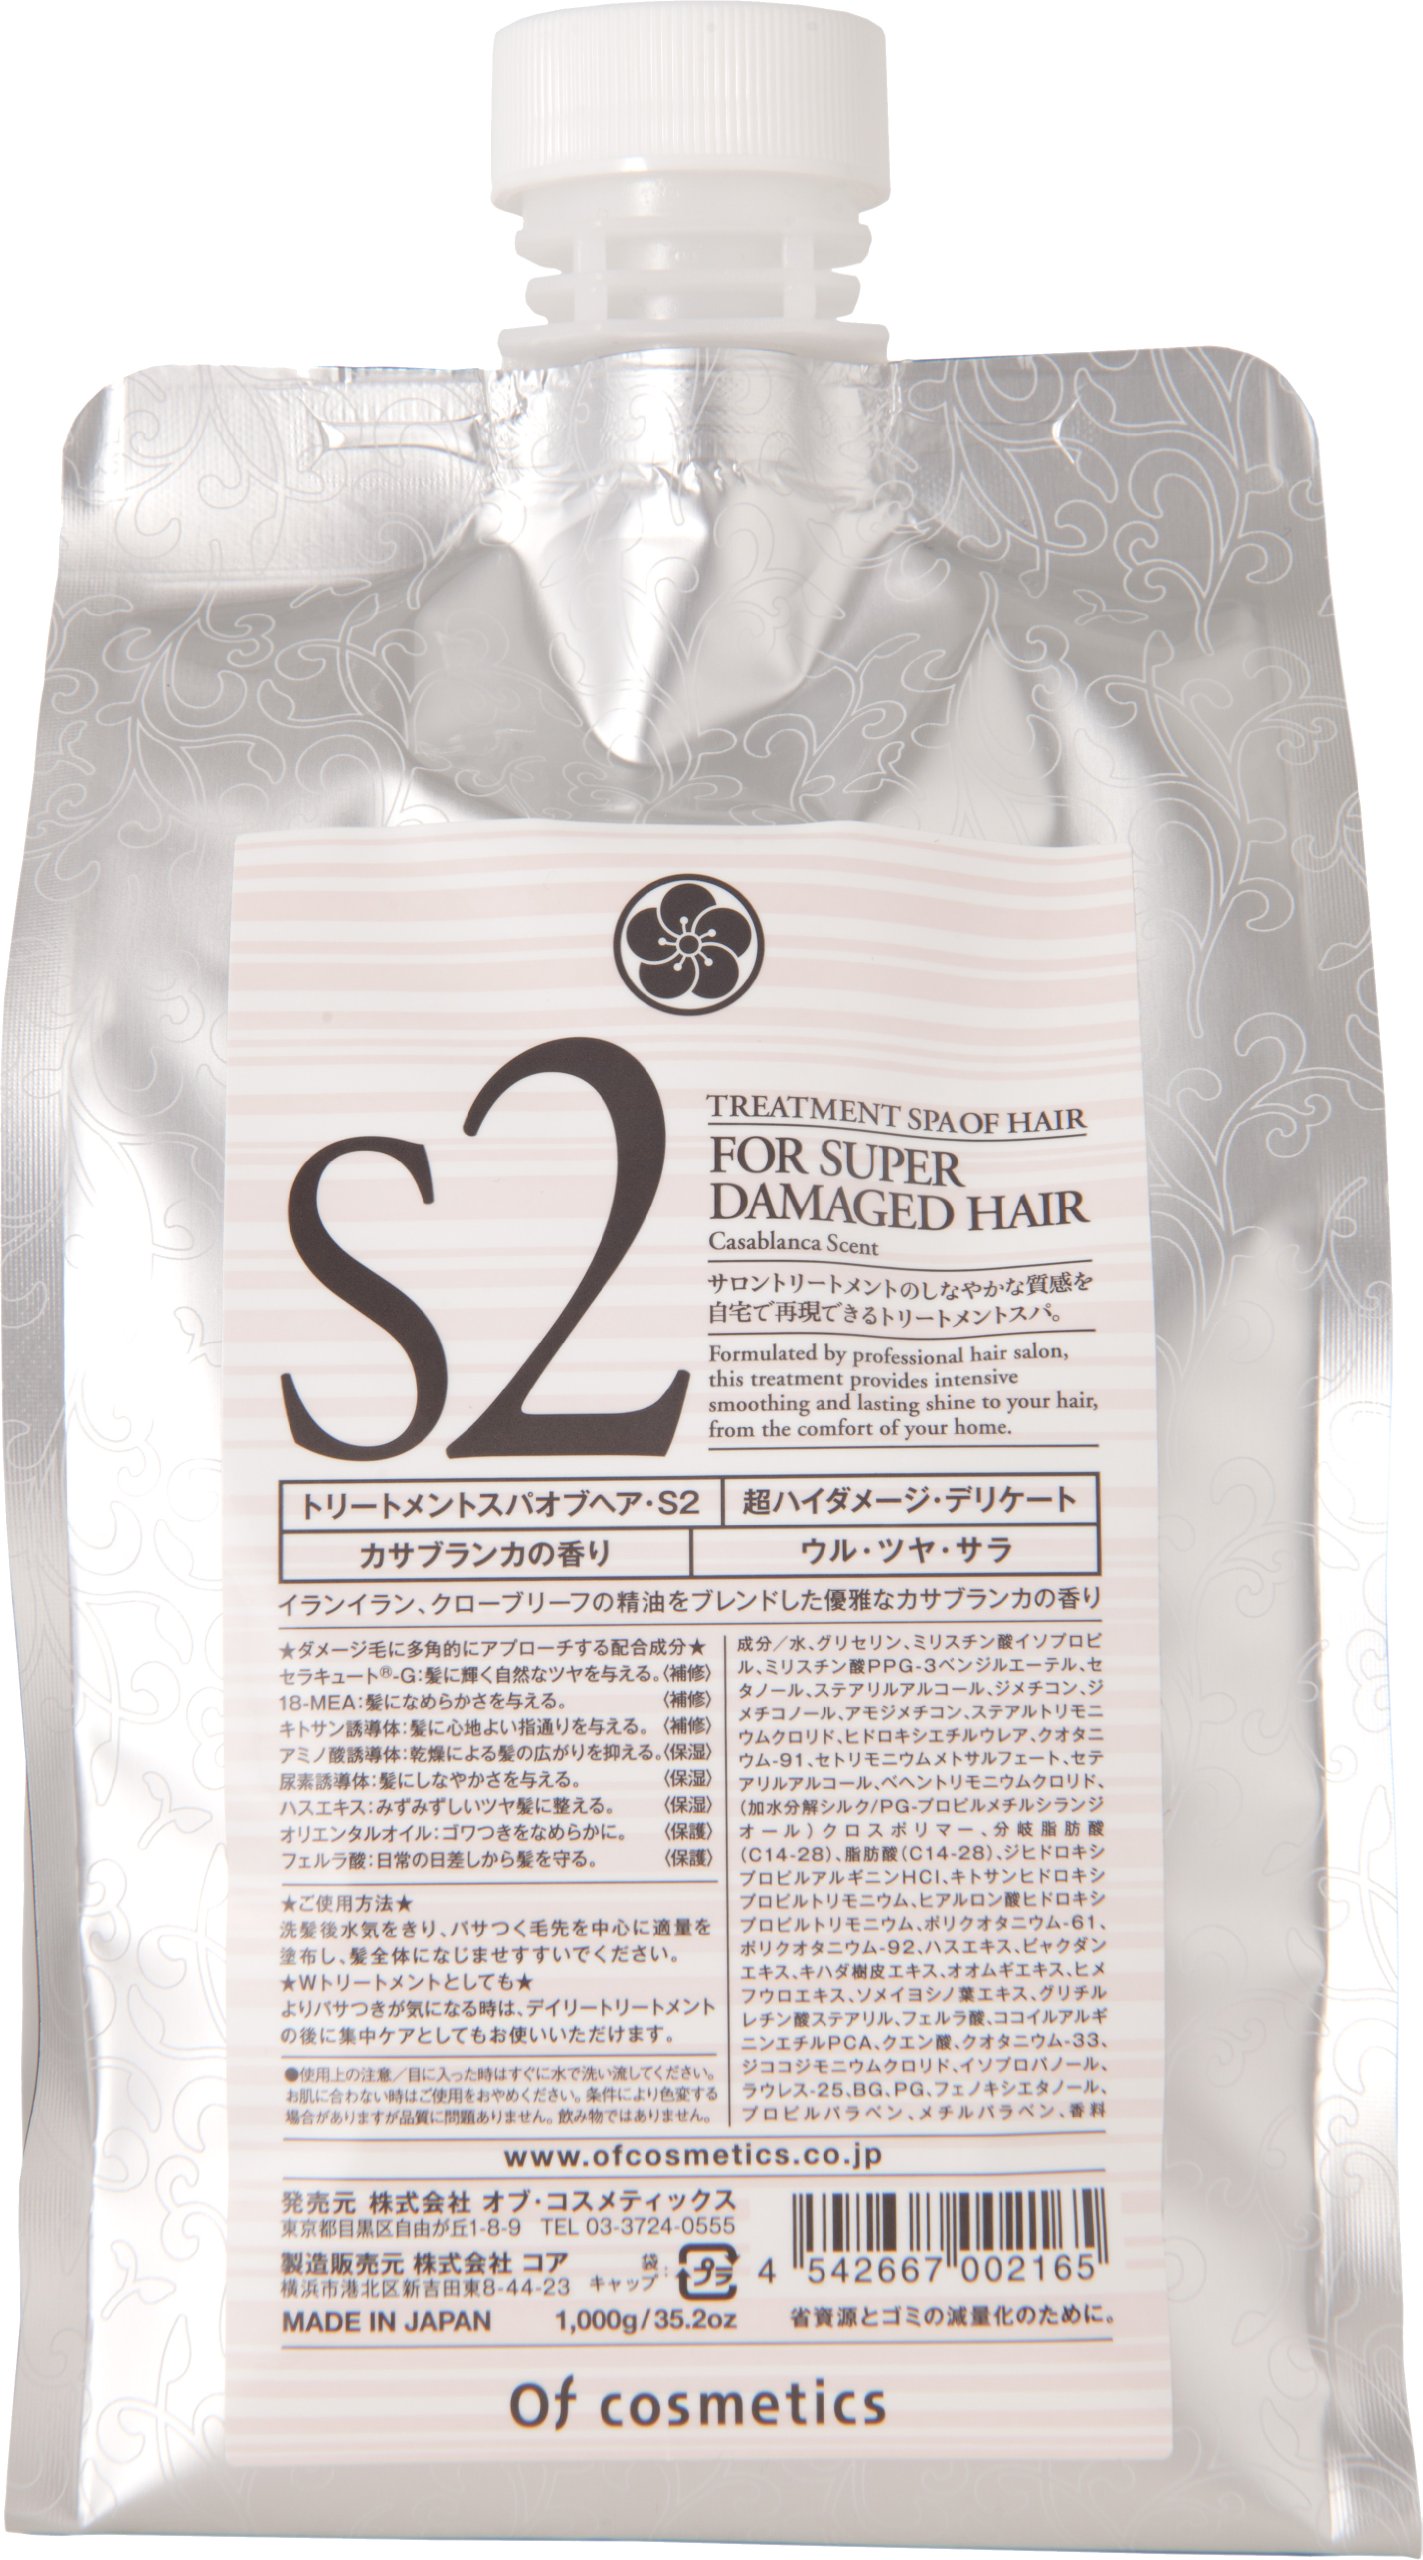 S2
TREATMENT SPA OF HAIR
FOR SUPER
DAMAGED HAIR
Casablanca Scent
サロントリートメントのしなやかな質感を
自宅で再現できるトリートメントスパ。
Formulated by professional hair salon,
this treatment provides intensive
smoothing and lasting shine to your hair,
from the comfort of your home.
トリートメントスパオブヘア・S2
超ハイダメージ・デリケート
カサブランカの香り
ウル・ツヤ・サラ
イランイラン、クローブリーフの精油をブレンドした優雅なカサブランカの香り
★ダメージ毛に多角的にアプローチする配合成分★
セラキュート®-G：髪に輝く自然なツヤを与える。〈補修〉
18-MEA：髪になめらかさを与える。〈補修〉
キトサン誘導体：髪に心地よい指通りを与える。〈補修〉
アミノ酸誘導体：乾燥による髪の広がりを抑える。〈保湿〉
尿素誘導体：髪にしなやかさを与える。〈保湿〉
ハスエキス：みずみずしいツヤ髪に整える。〈保湿〉
オリエンタルオイル：ゴワつきをなめらかに。〈保護〉
フェルラ酸：日常の日差しから髪を守る。〈保護〉
★ご使用方法★
洗髪後水気をきり、パサつく毛先を中心に適量を
塗布し、髪全体になじませすすいでください。
★Wトリートメントとしても★
よりパサつきが気になる時は、デイリートリートメント
の後に集中ケアとしてもお使いいただけます。
●使用上の注意／目に入った時はすぐに水で洗い流してください。
お肌に合わない時はご使用をおやめください。条件により色変する
場合がありますが品質に問題ありません。飲み物ではありません。
成分／水、グリセリン、ミリスチン酸イソプロピ
ル、ミリスチン酸PPG-3ベンジルエーテル、セ
タノール、ステアリルアルコール、ジメチコン、ジ
メチコノール、アモジメチコン、ステアルトリモニ
ウムクロリド、ヒドロキシエチルウレア、クオタニ
ウム-91、セトリモニウムメトサルフェート、セテ
アリルアルコール、ベヘントリモニウムクロリド、
(加水分解シルク/PG-プロピルメチルシランジ
オール)クロスポリマー、分岐脂肪酸
(C14-28)、脂肪酸(C14-28)、ジヒドロキシ
プロピルアルギニンHCl、キトサンヒドロキシ
プロピルトリモニウム、ヒアルロン酸ヒドロキシ
プロピルトリモニウム、ポリクオタニウム-61、
ポリクオタニウム-92、ハスエキス、ビャクダン
エキス、キハダ樹皮エキス、オオムギエキス、ヒメ
フウロエキス、ソメイヨシノ葉エキス、グリチル
レチン酸ステアリル、フェルラ酸、ココイルアルギ
ニンエチルPCA、クエン酸、クオタニウム-33、
ジココジモニウムクロリド、イソプロパノール、
ラウレス-25、BG、PG、フェノキシエタノール、
プロピルパラベン、メチルパラベン、香料
www.ofcosmetics.co.jp
発売元 株式会社 オブ・コスメティックス
東京都目黒区自由が丘1-8-9 TEL 03-3724-0555
製造販売元 株式会社 コア
横浜市港北区新吉田東8-44-23
袋：
キャップ：
プラ
MADE IN JAPAN 1,000g/35.2oz
4 542667 002165
省資源とゴミの減量化のために。
Of cosmetics